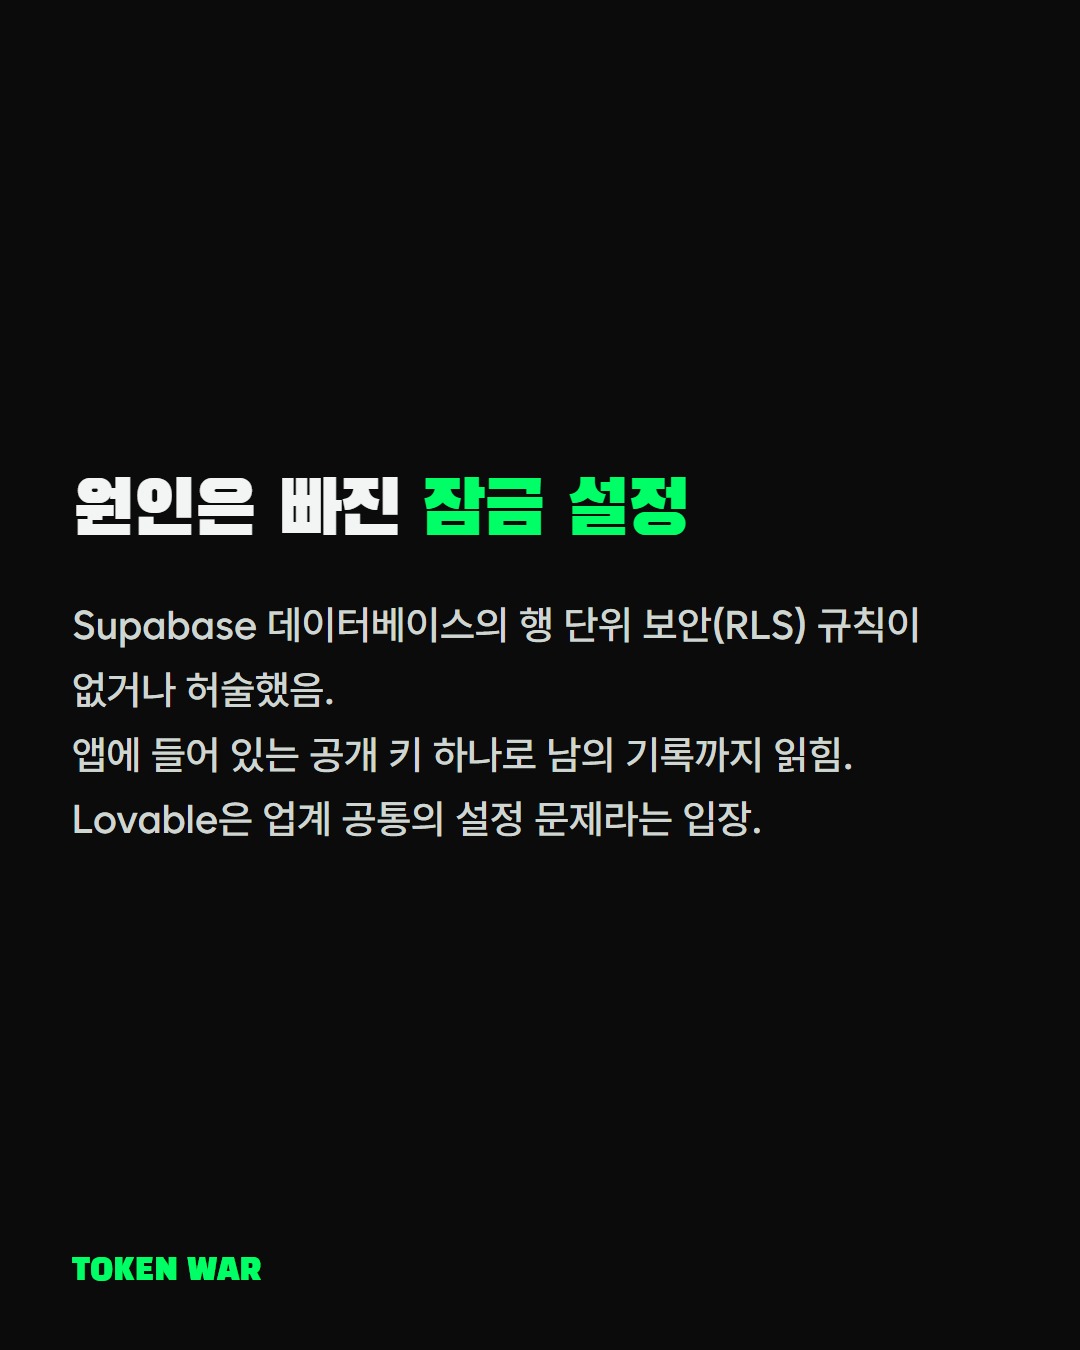 원인은 빠진 잠금 설정
Supabase 데이터베이스의 행 단위 보안(RLS) 규칙이
없거나 허술했음.
앱에 들어 있는 공개 키 하나로 남의 기록까지 읽힘.
Lovable은 업계 공통의 설정 문제라는 입장.
TOKEN WAR